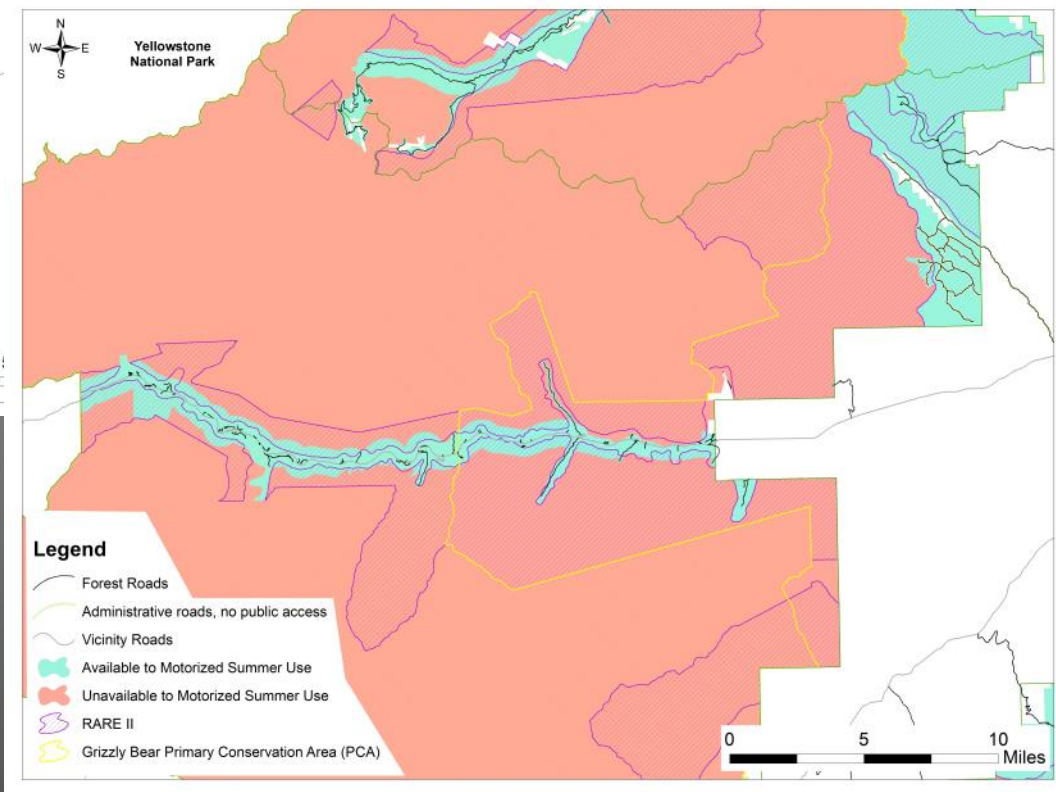 N
W E
S
Yellowstone
National Park
Legend
Forest Roads
Administrative roads, no public access
Vicinity Roads
Available to Motorized Summer Use
Unavailable to Motorized Summer Use
RARE II
Grizzly Bear Primary Conservation Area (PCA)
0 5 10
Miles